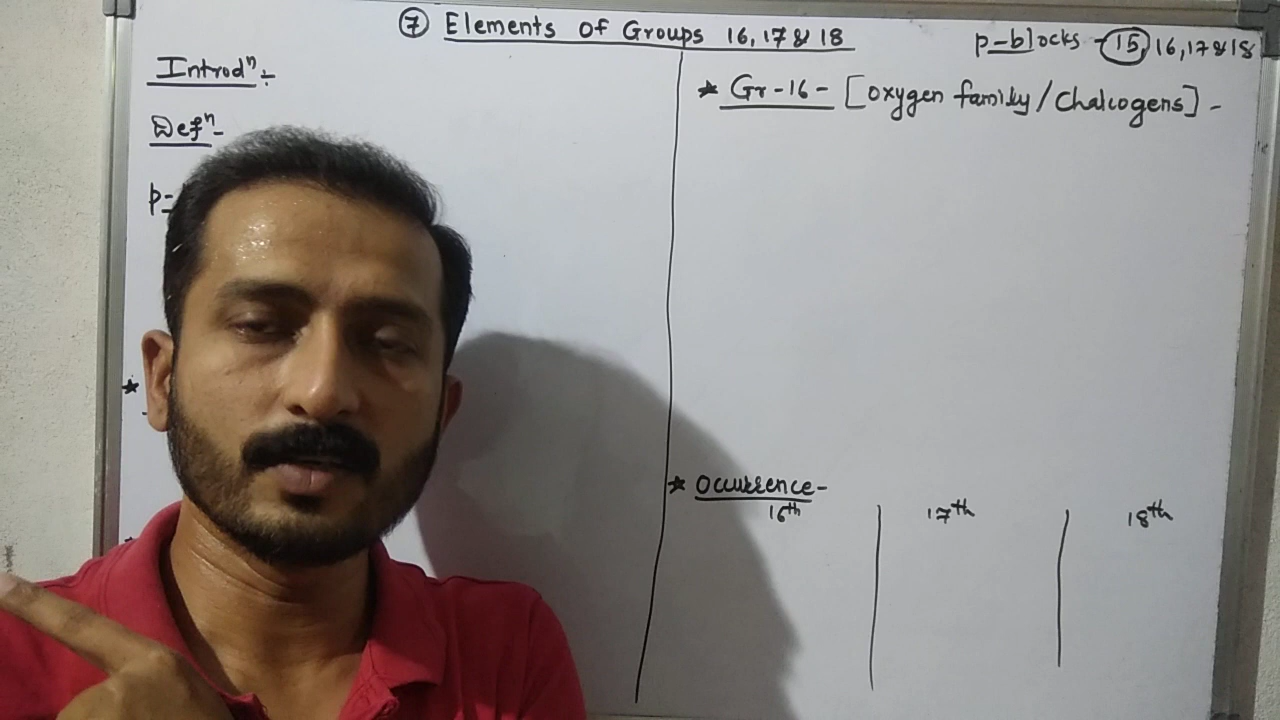 ⑦ Elements of Groups 16, 17 & 18
p-blocks - 15, 16, 17 & 18
Introdⁿ :-
Defⁿ-
p=
* Gr-16 - [oxygen family/Chalcogens] -
* Occurrence-
16th 17th 18th